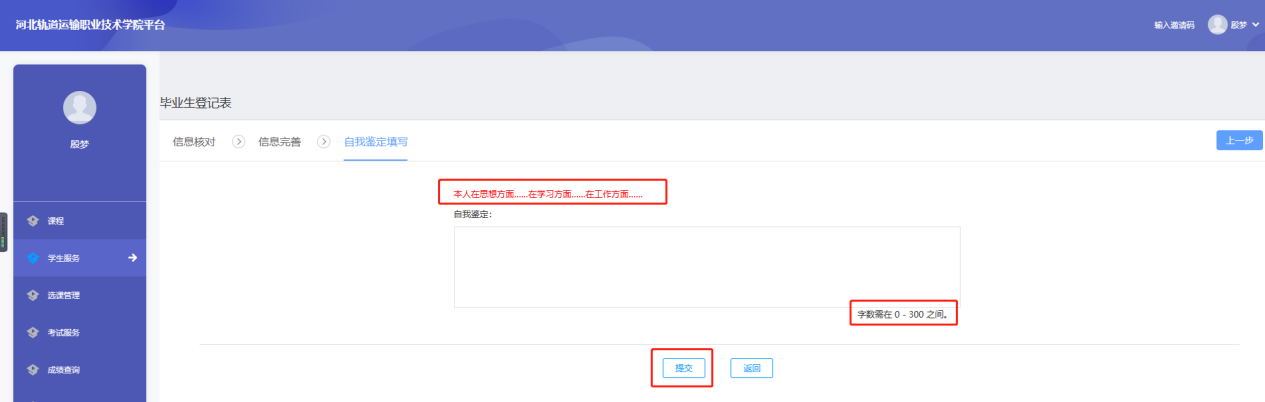 河北轨道运输职业技术学院平台
输入邀请码
殷梦
殷梦
课程
学生服务
选课管理
考试服务
成绩查询
毕业生登记表
信息核对
信息完善
自我鉴定填写
上一步
本人在思想方面......在学习方面......在工作方面......
自我鉴定：
字数需在 0 - 300 之间。
提交
返回